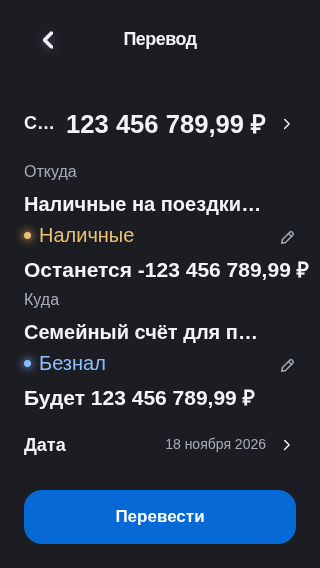 Перевод
С… 123 456 789,99 ₽
Откуда
Наличные на поездки…
Наличные
Останется -123 456 789,99 ₽
Куда
Семейный счёт для п…
Безнал
Будет 123 456 789,99 ₽
Дата 18 ноября 2026
Перевести